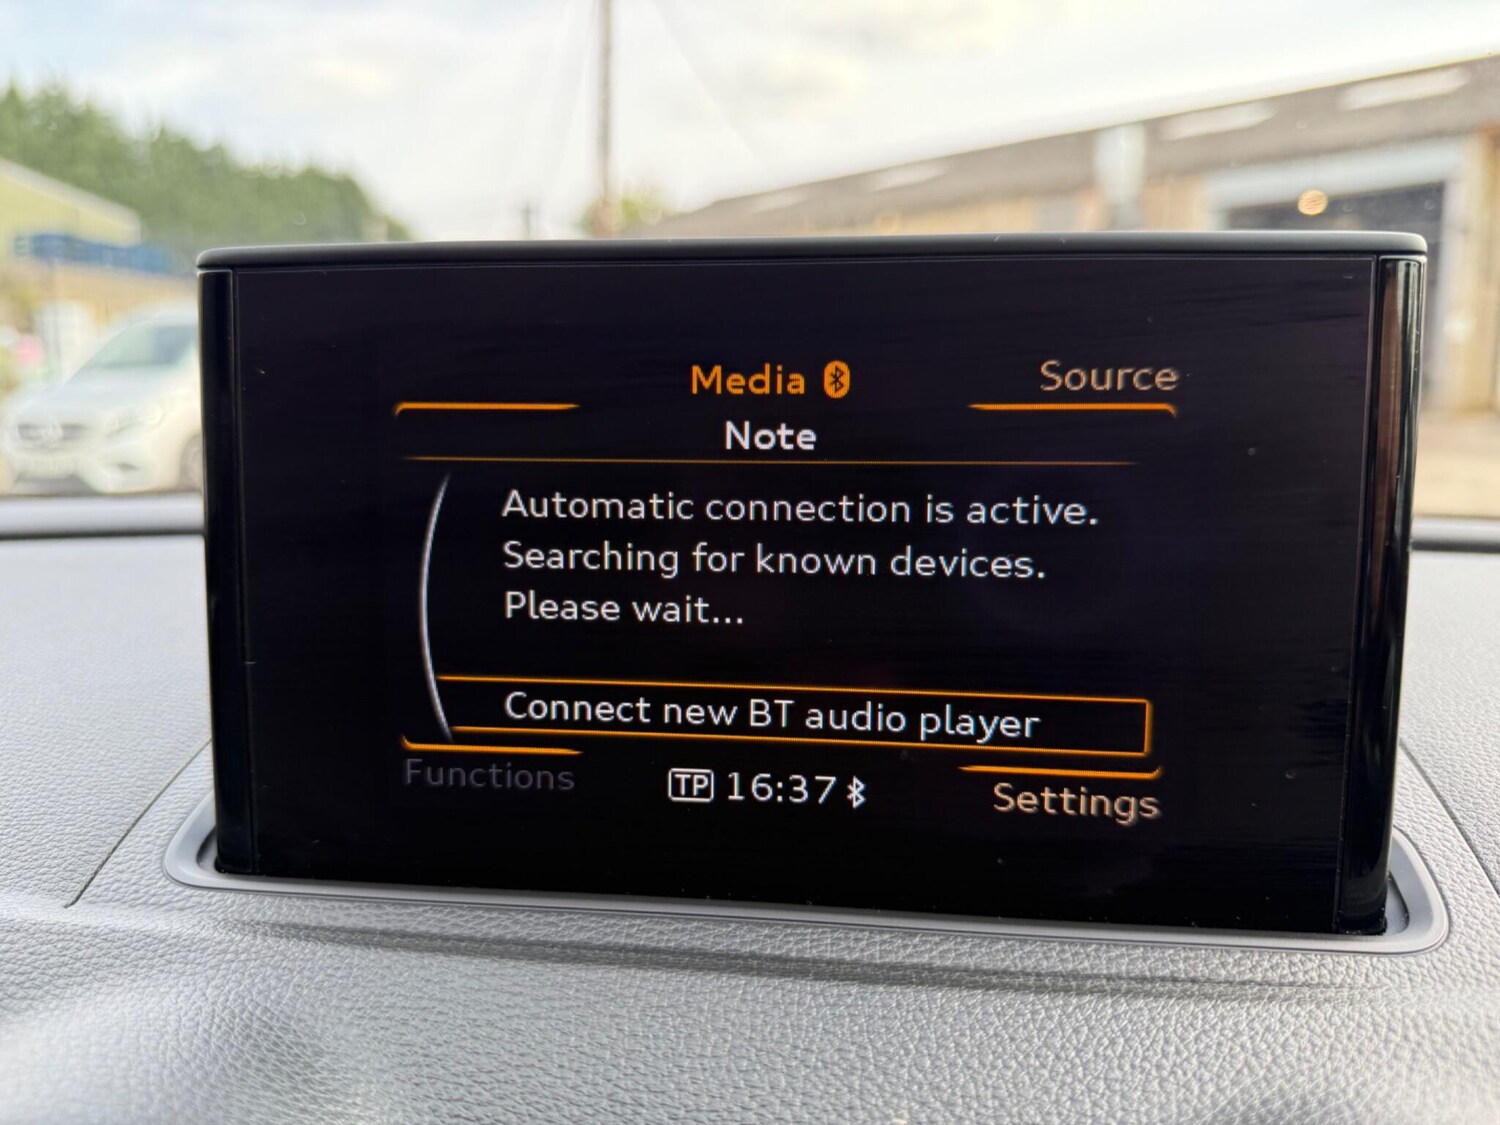 Media
Source
Note
Automatic connection is active.
Searching for known devices.
Please wait...
Connect new BT audio player
Functions
TP 16:37
Settings